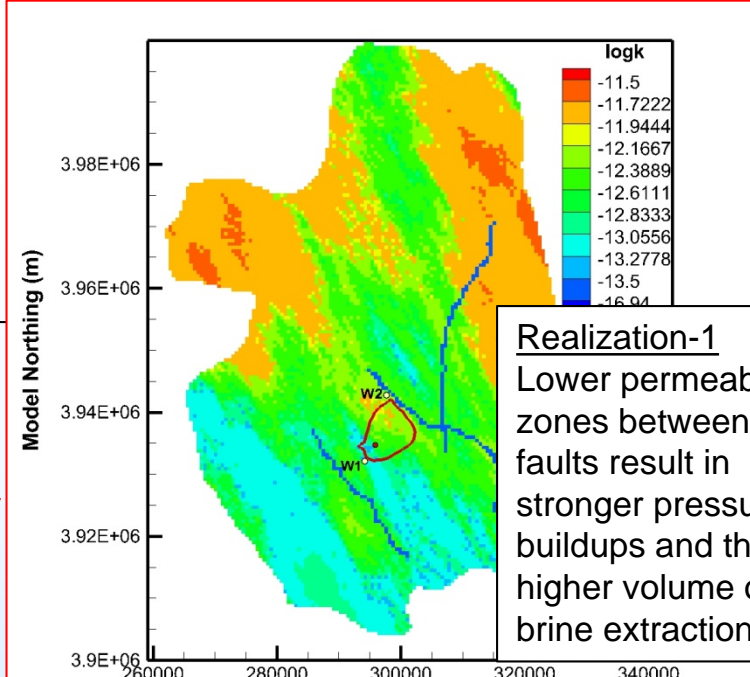 logk
-11.5
-11.7222
-11.9444
-12.1667
-12.3889
-12.6111
-12.8333
-13.0556
-13.2778
-13.5
-16.94
3.98E+06
3.96E+06
3.94E+06
3.92E+06
3.9E+06
Model Northing (m)
W2
W1
260000 280000 300000 320000 340000
Realization-1
Lower
zones between
faults result in
stronger
buildups and
higher volume
brine extraction